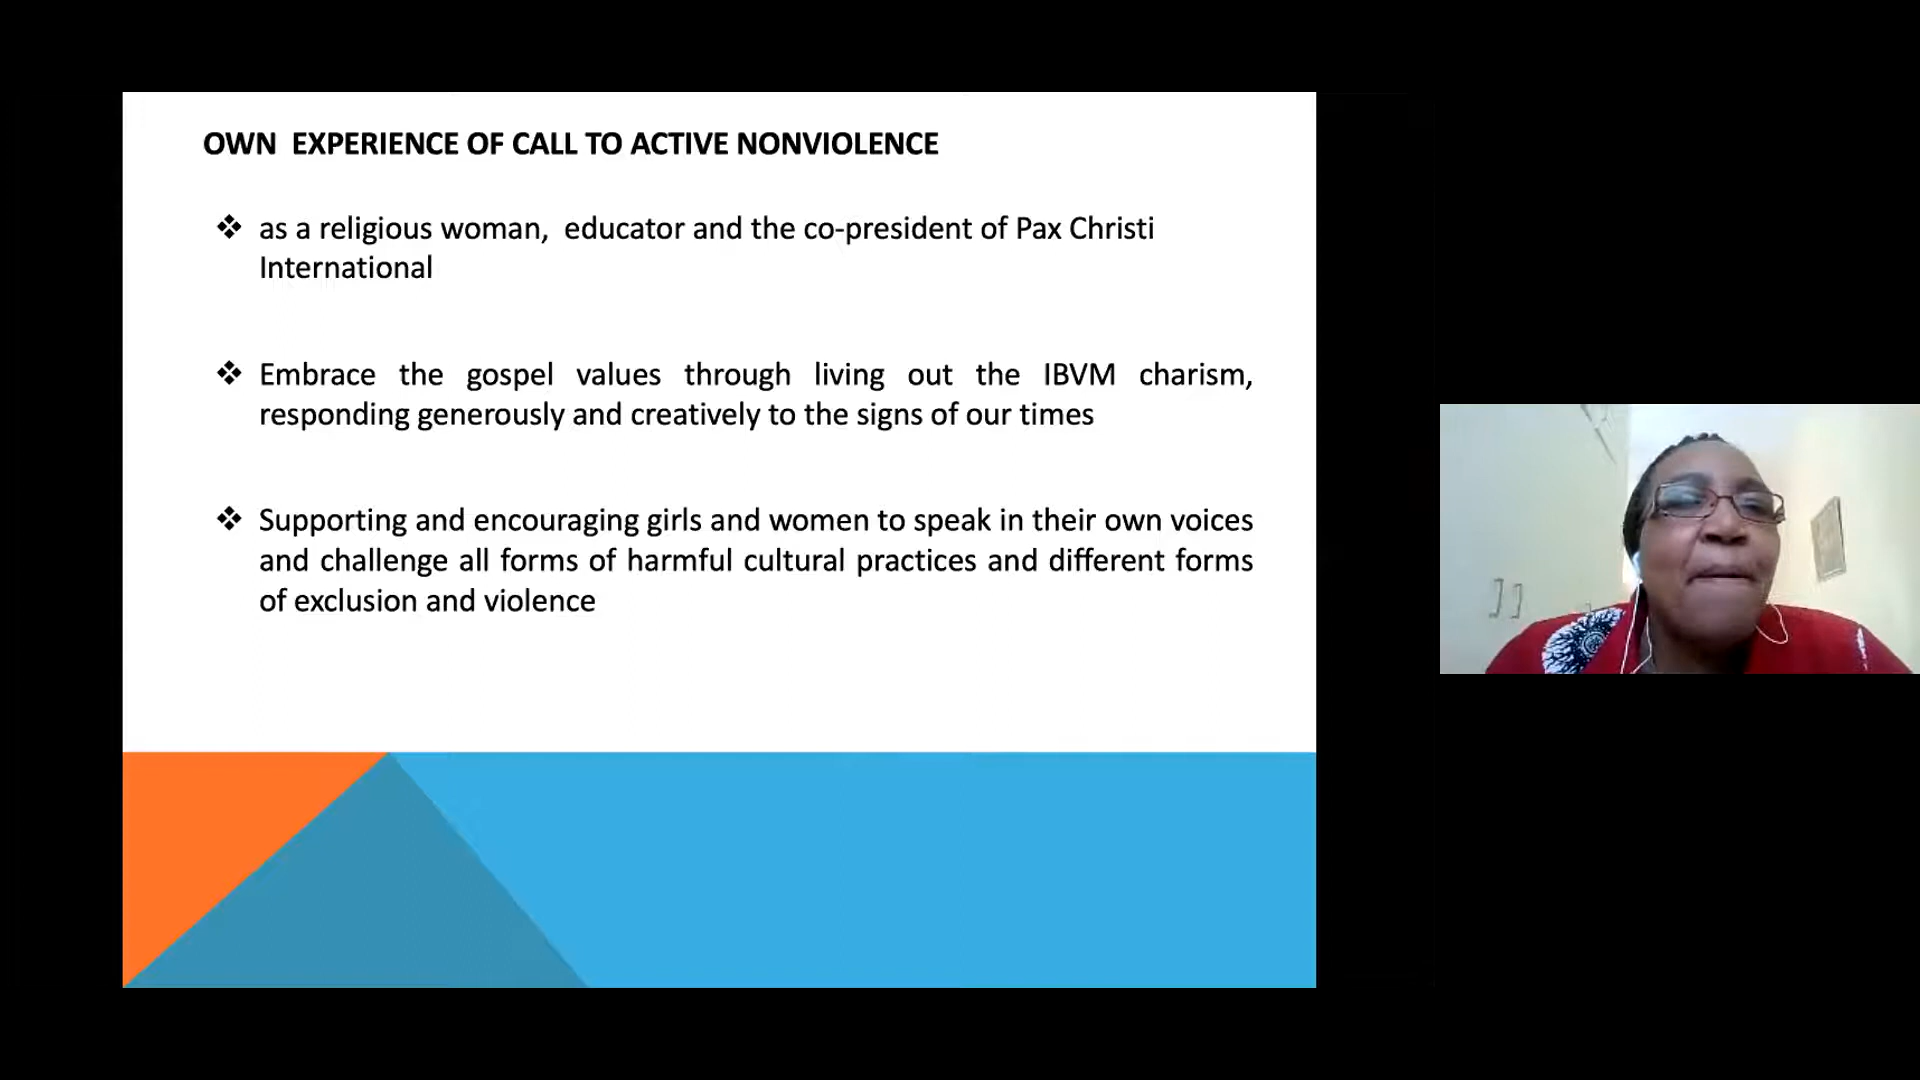 OWN EXPERIENCE OF CALL TO ACTIVE NONVIOLENCE
❖ as a religious woman, educator and the co-president of Pax Christi
International
❖ Embrace the gospel values through living out the IBVM charism,
responding generously and creatively to the signs of our times
❖ Supporting and encouraging girls and women to speak in their own voices
and challenge all forms of harmful cultural practices and different forms
of exclusion and violence